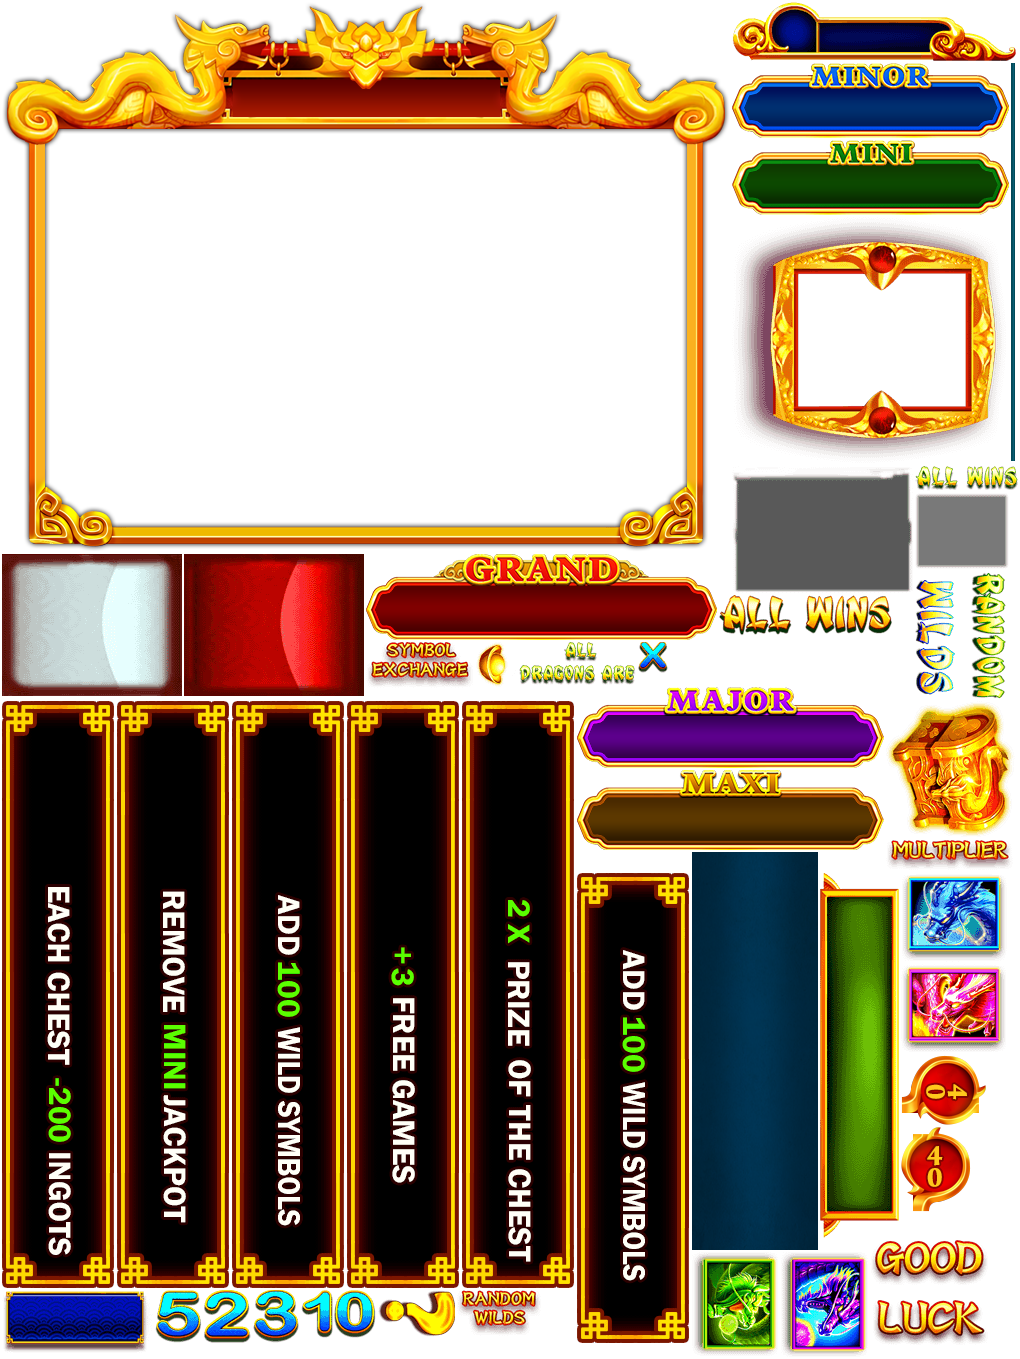 MINOR
MINI
ALL WINS
GRAND
ALL WINS
RANDOM
WILDS
SYMBOL
EXCHANGE
ALL
DRAGONS ARE
X
MAJOR
MAXI
MULTIPLIER
EACH CHEST -200 INGOTS
REMOVE MINI JACKPOT
ADD 100 WILD SYMBOLS
+3 FREE GAMES
2X PRIZE OF THE CHEST
ADD 100 WILD SYMBOLS
40
40
GOOD
LUCK
52310
RANDOM
WILDS